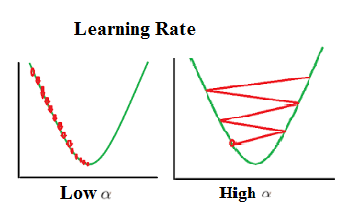 Learning Rate
Low α
High α